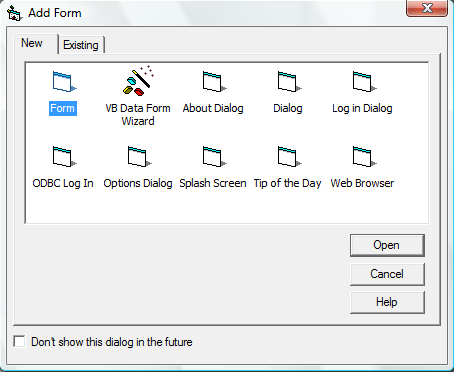 Add Form
New Existing
Form VB Data Form Wizard About Dialog Dialog Log in Dialog
ODBC Log In Options Dialog Splash Screen Tip of the Day Web Browser
Open
Cancel
Help
Don't show this dialog in the future